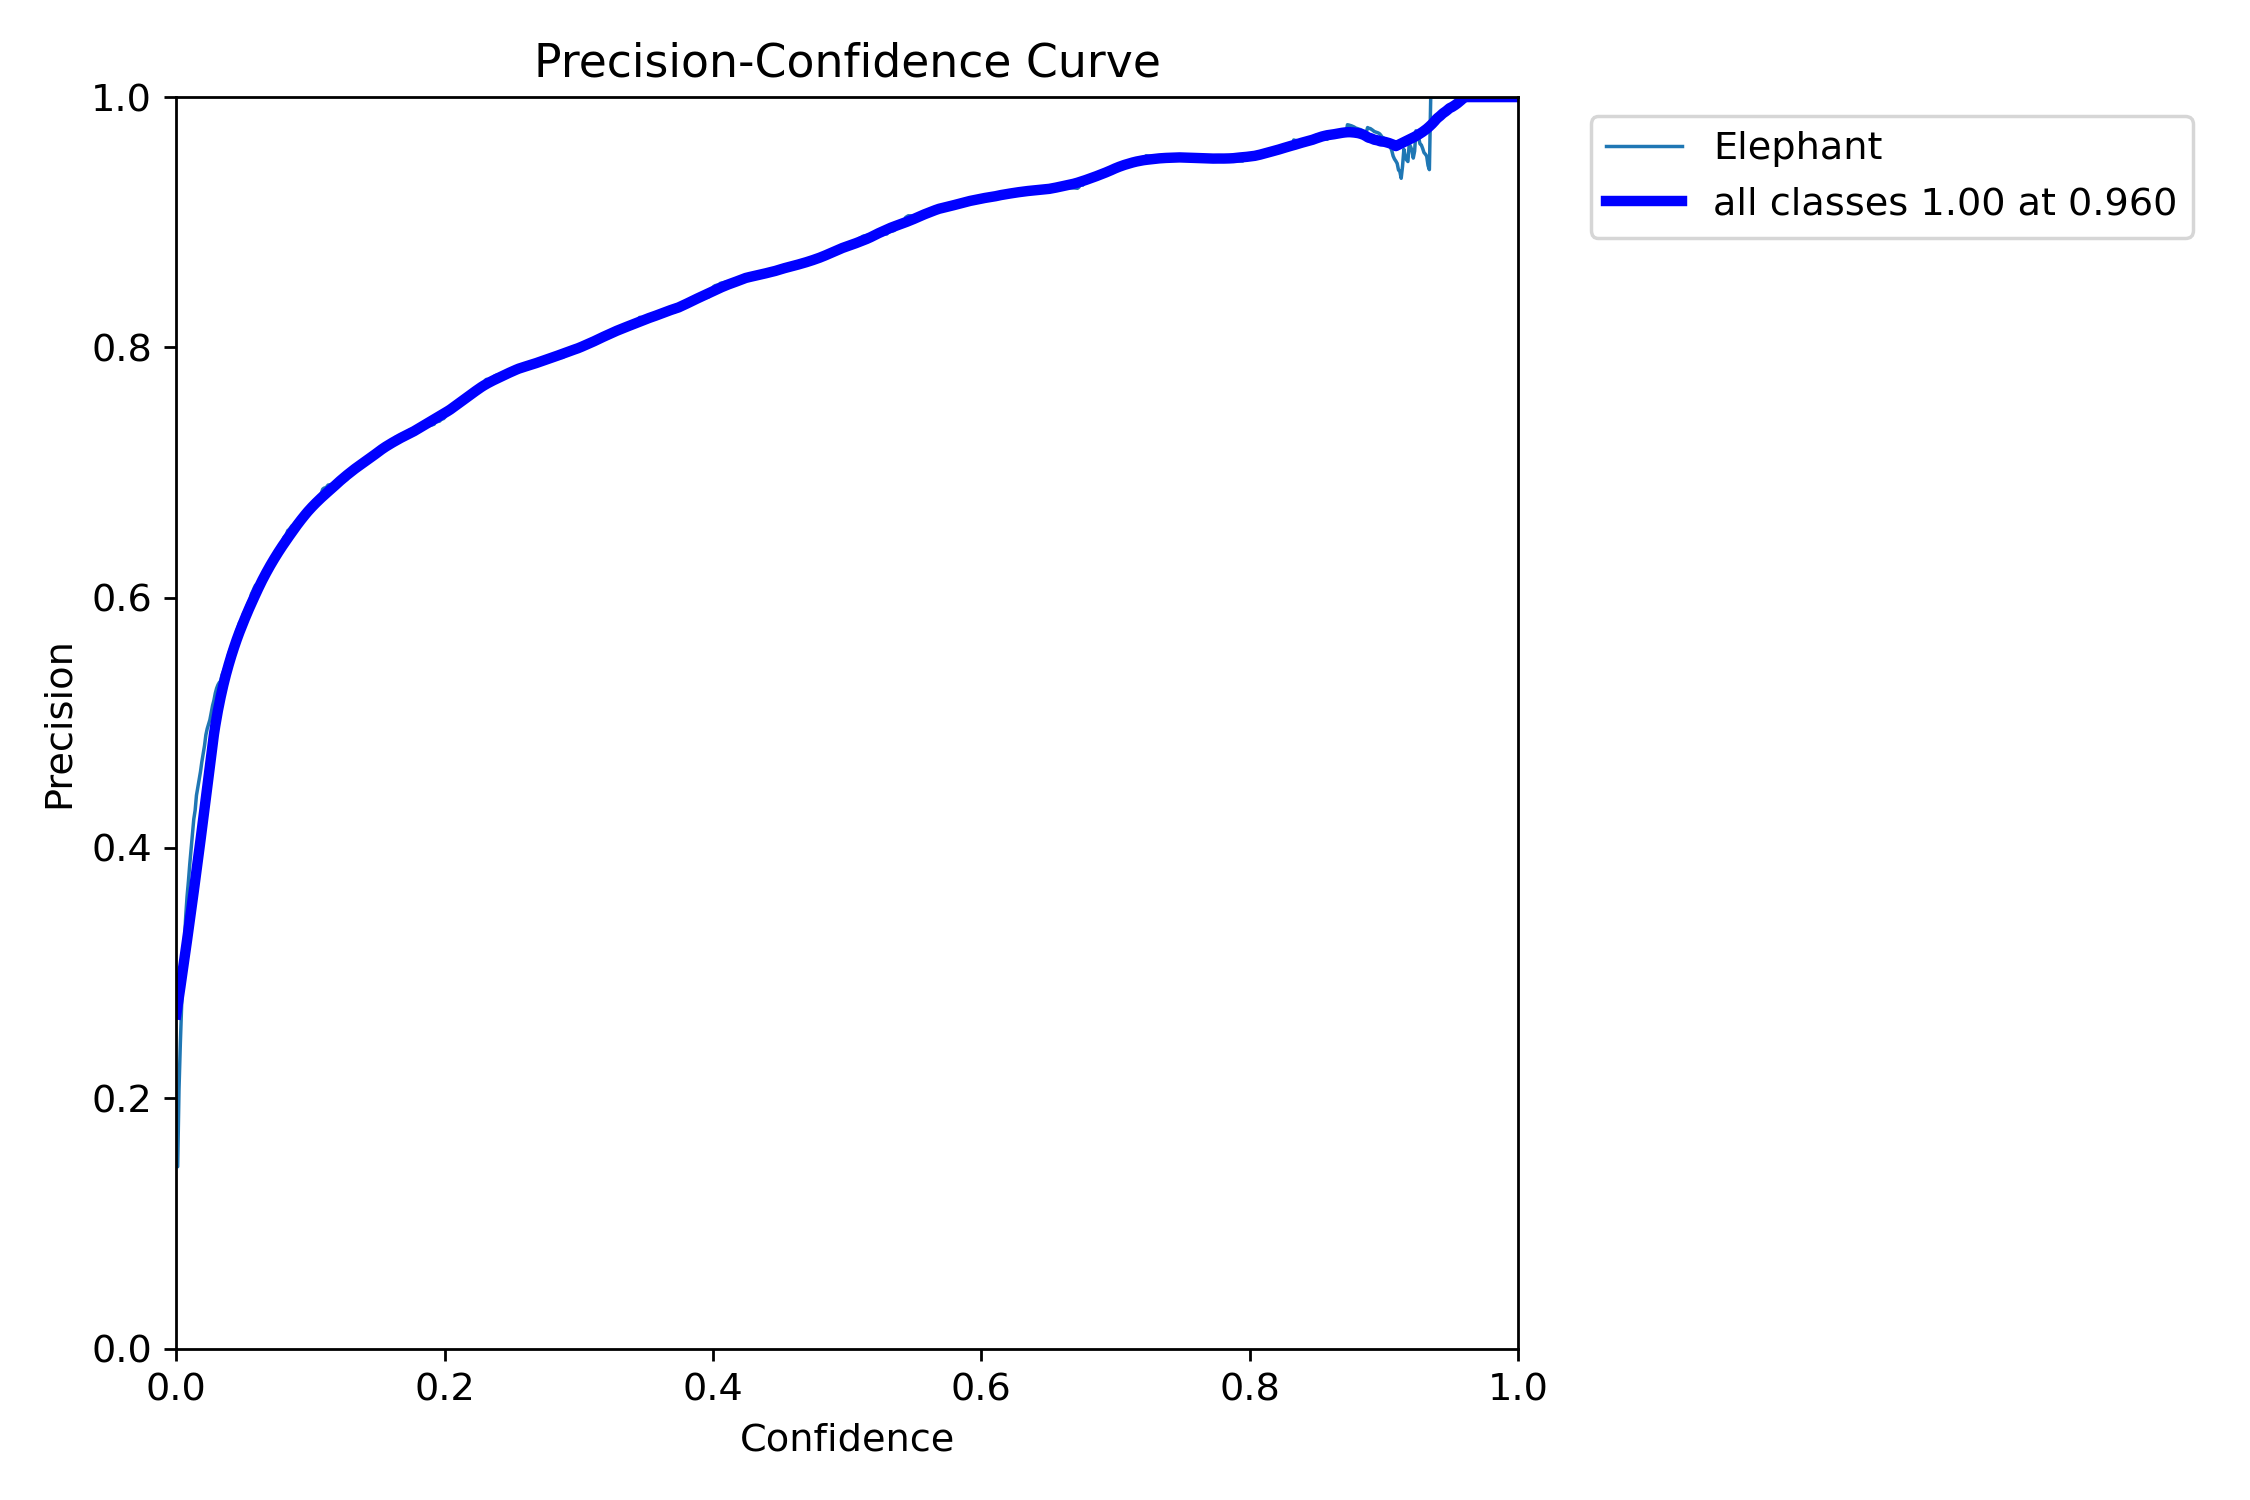 Precision-Confidence Curve
Elephant
all classes 1.00 at 0.960
Precision
1.0
0.8
0.6
0.4
0.2
0.0
0.0 0.2 0.4 0.6 0.8 1.0
Confidence